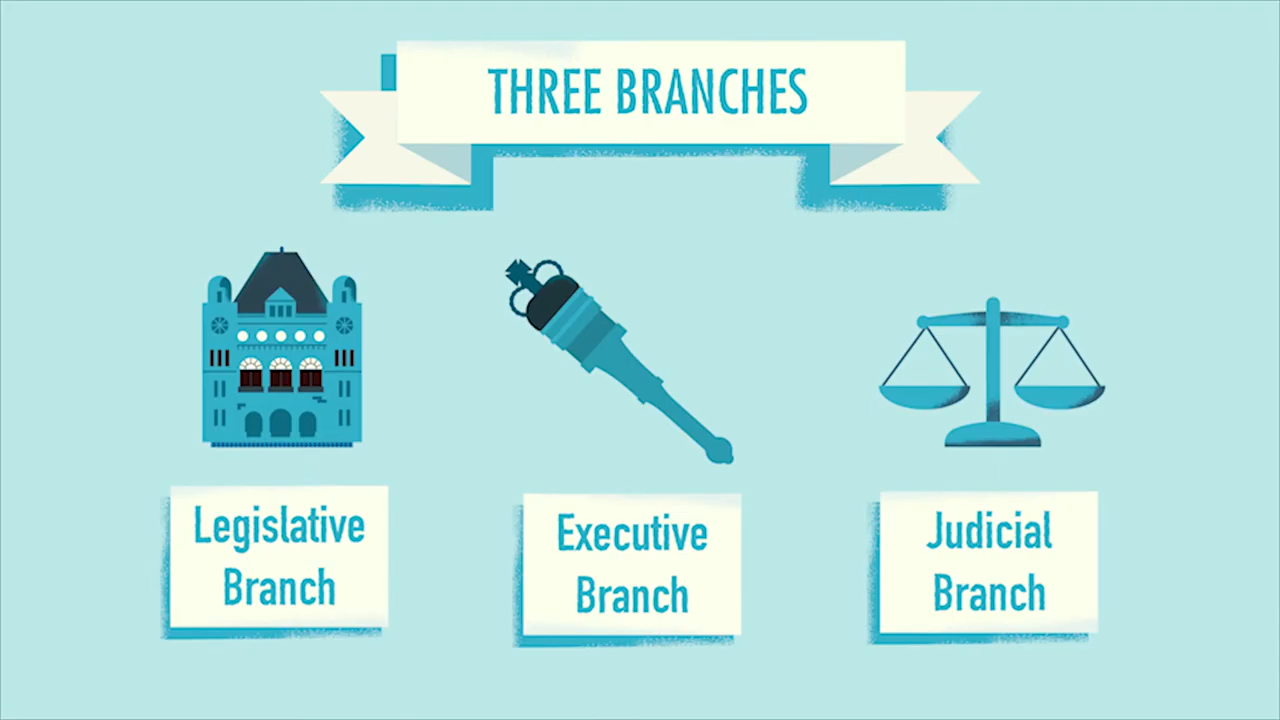 THREE BRANCHES
Legislative
Branch
Executive
Branch
Judicial
Branch